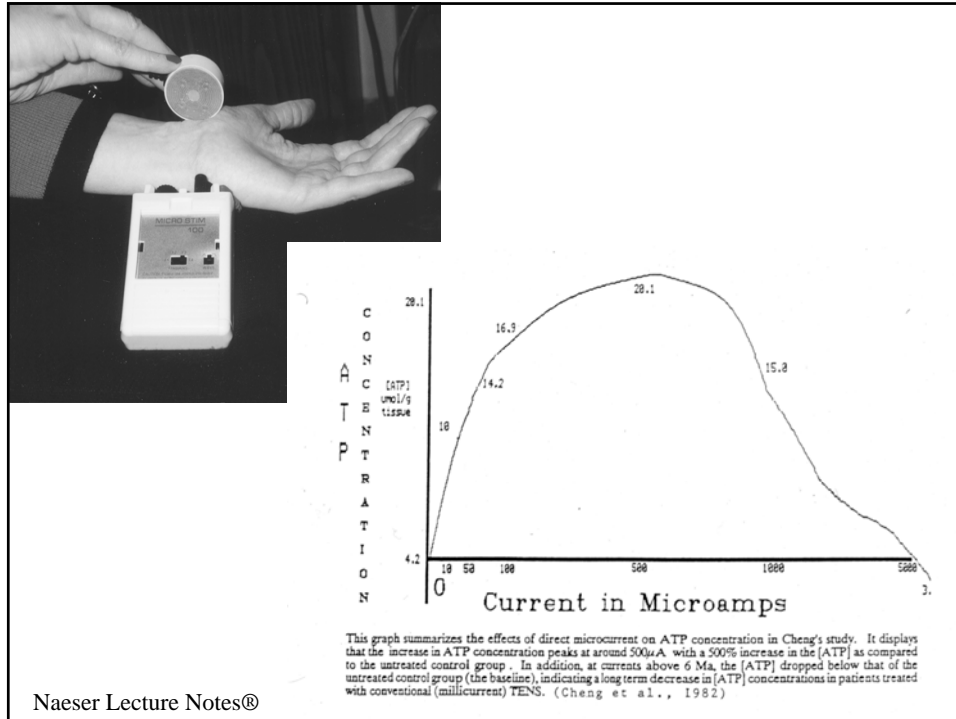 MICRO STIM
100
CONCENTRATION
ATP
[ATP]
umol/g
tissue
20.1
4.2
10
14.2
16.9
20.1
15.0
3.
0
10 50 100 500 1000 5000
Current in Microamps
This graph summarizes the effects of direct microcurrent on ATP concentration in Cheng's study. It displays
that the increase in ATP concentration peaks at around 500μA with a 500% increase in the [ATP] as compared
to the untreated control group . In addition, at currents above 6 Ma, the [ATP] dropped below that of the
untreated control group (the baseline), indicating a long term decrease in [ATP] concentrations in patients treated
with conventional (millicurrent) TENS. (Cheng et al., 1982)
Naeser Lecture Notes®